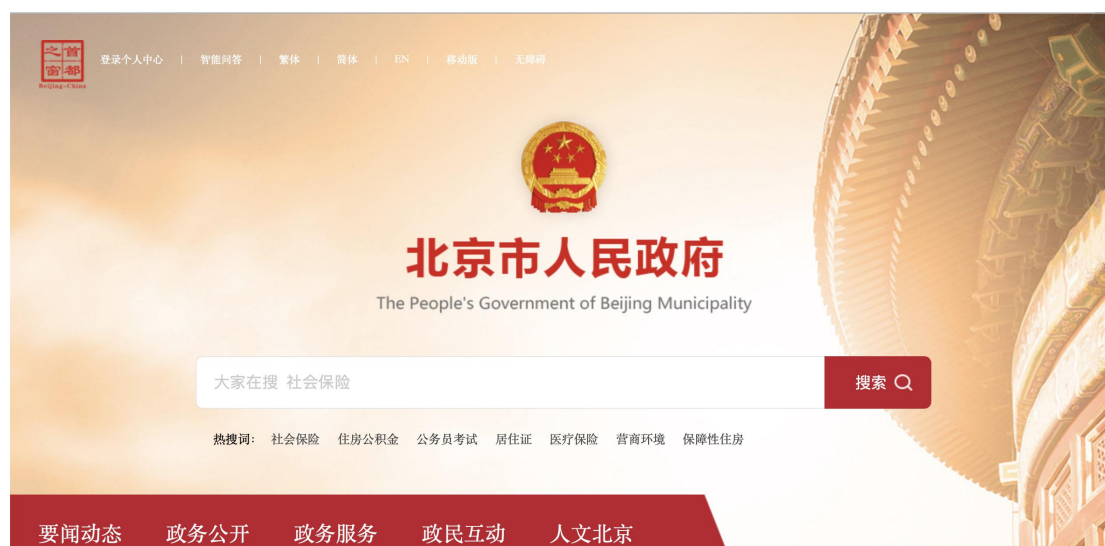 首都之窗
Beijing-China
登录个人中心 | 智能问答 | 繁体 | 简体 | EN | 移动版 | 无障碍
北京市人民政府
The People's Government of Beijing Municipality
大家在搜 社会保险
搜索
热搜词： 社会保险 住房公积金 公务员考试 居住证 医疗保险 营商环境 保障性住房
要闻动态 政务公开 政务服务 政民互动 人文北京